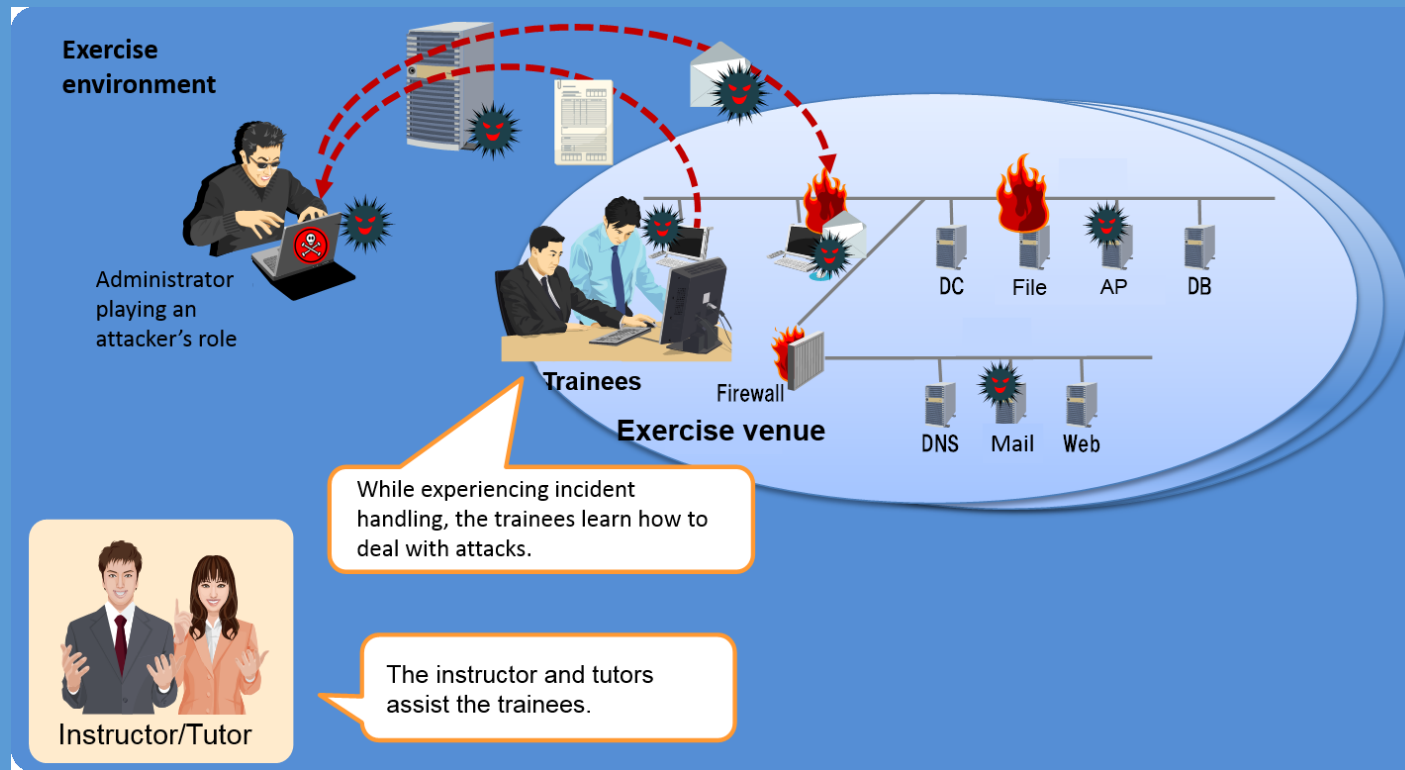 Exercise
environment
Administrator
playing an
attacker’s role
DC
File
AP
DB
Trainees
Firewall
Exercise venue
DNS
Mail
Web
While experiencing incident
handling, the trainees learn how to
deal with attacks.
The instructor and tutors
assist the trainees.
Instructor/Tutor